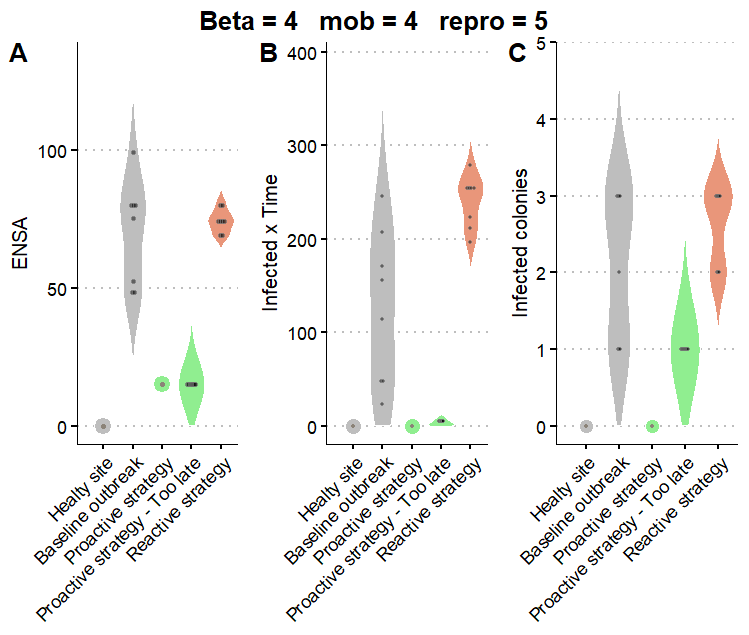 Beta = 4 mob = 4 repro = 5
A
ENSA
100
50
0
Healty site
Baseline outbreak
Proactive strategy
Proactive strategy - Too late
Reactive strategy
B
Infected x Time
400
300
200
100
0
Healty site
Baseline outbreak
Proactive strategy
Proactive strategy - Too late
Reactive strategy
C
Infected colonies
5
4
3
2
1
0
Healty site
Baseline outbreak
Proactive strategy
Proactive strategy - Too late
Reactive strategy